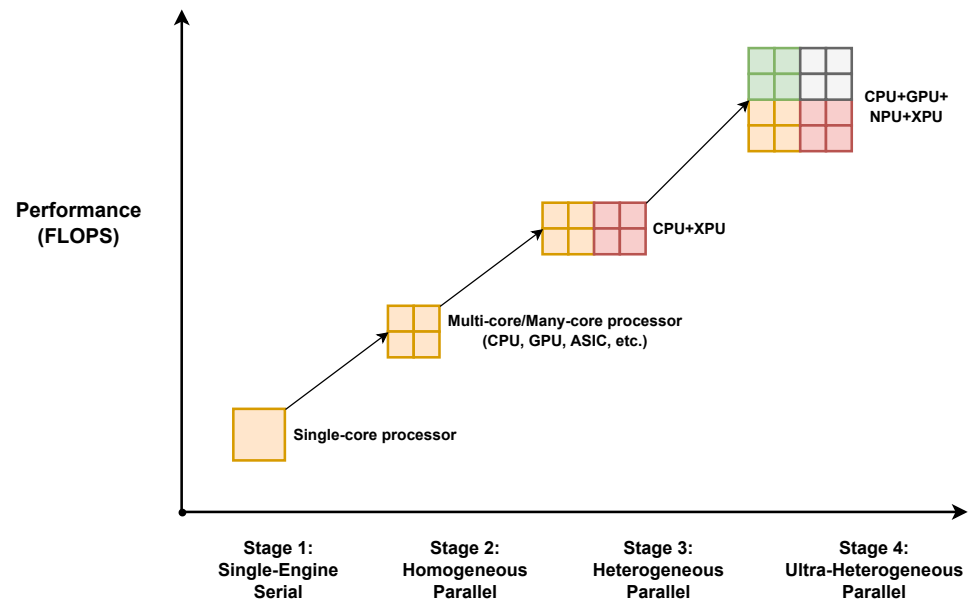 CPU+GPU+
NPU+XPU
Performance
(FLOPS)
CPU+XPU
Multi-core/Many-core processor
(CPU, GPU, ASIC, etc.)
Single-core processor
Stage 1:
Single-Engine
Serial
Stage 2:
Homogeneous
Parallel
Stage 3:
Heterogeneous
Parallel
Stage 4:
Ultra-Heterogeneous
Parallel